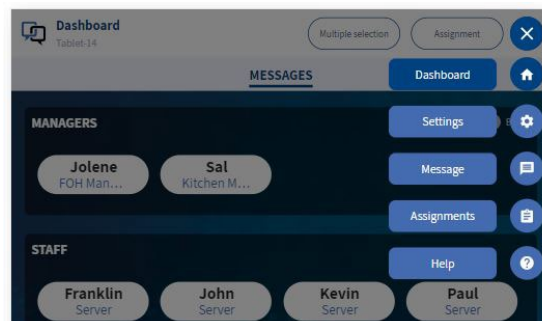 Dashboard
Tablet-14
Multiple selection
Assignment
MESSAGES
Dashboard
MANAGERS
Settings
Jolene
FOH Man...
Sal
Kitchen M...
Message
Assignments
STAFF
Help
Franklin
Server
John
Server
Kevin
Server
Paul
Server